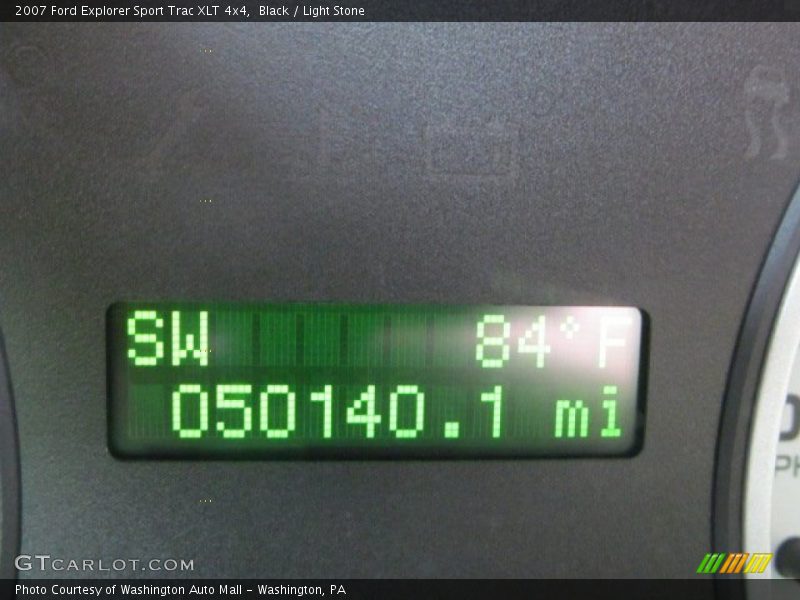 2007 Ford Explorer Sport Trac XLT 4x4,  Black / Light Stone
SW 84°F
050140.1 mi
GTCARLOT.COM
Photo Courtesy of Washington Auto Mall - Washington, PA